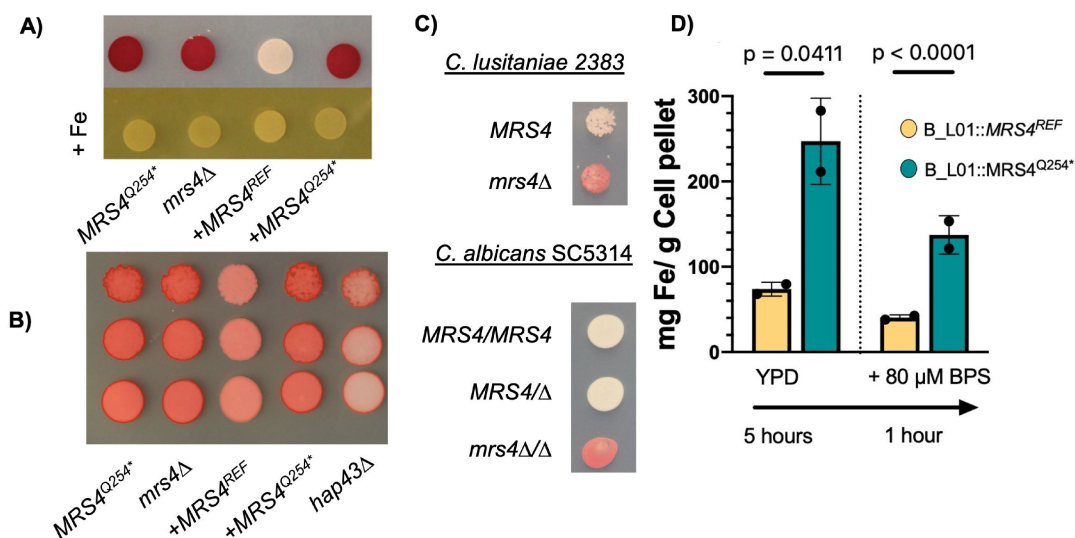 A)
+ Fe
MRS4Q254*
mrs4Δ
+MRS4REF
+MRS4Q254*
B)
MRS4Q254*
mrs4Δ
+MRS4REF
+MRS4Q254*
hap43Δ
C)
C. lusitaniae 2383
MRS4
mrs4Δ
C. albicans SC5314
MRS4/MRS4
MRS4/Δ
mrs4Δ/Δ
D)
p = 0.0411
p < 0.0001
mg Fe/ g Cell pellet
300
200
100
0
B_L01::MRS4REF
B_L01::MRS4Q254*
YPD
+ 80 µM BPS
5 hours
1 hour